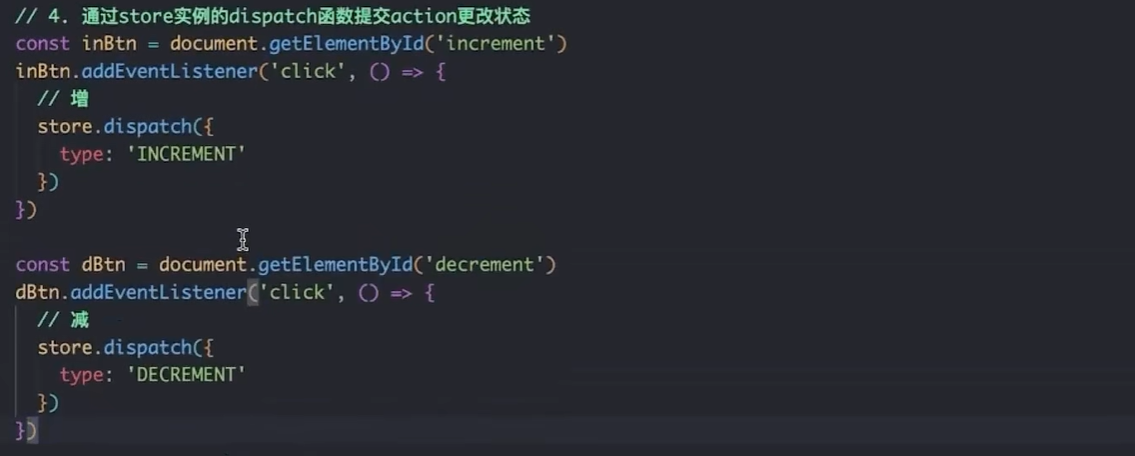 // 4. 通过store实例的dispatch函数提交action更改状态
const inBtn = document.getElementById('increment')
inBtn.addEventListener('click', () => {
  // 增
  store.dispatch({
    type: 'INCREMENT'
  })
})
const dBtn = document.getElementById('decrement')
dBtn.addEventListener('click', () => {
  // 减
  store.dispatch({
    type: 'DECREMENT'
  })
})